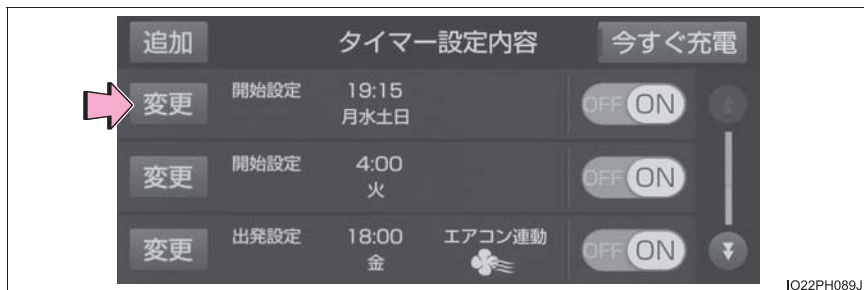 追加 タイマー設定内容 今すぐ充電
変更 開始設定 19:15 OFF ON
月水土日
変更 開始設定 4:00 OFF ON
火
変更 出発設定 18:00 エアコン連動 OFF ON
金
IO22PH089J